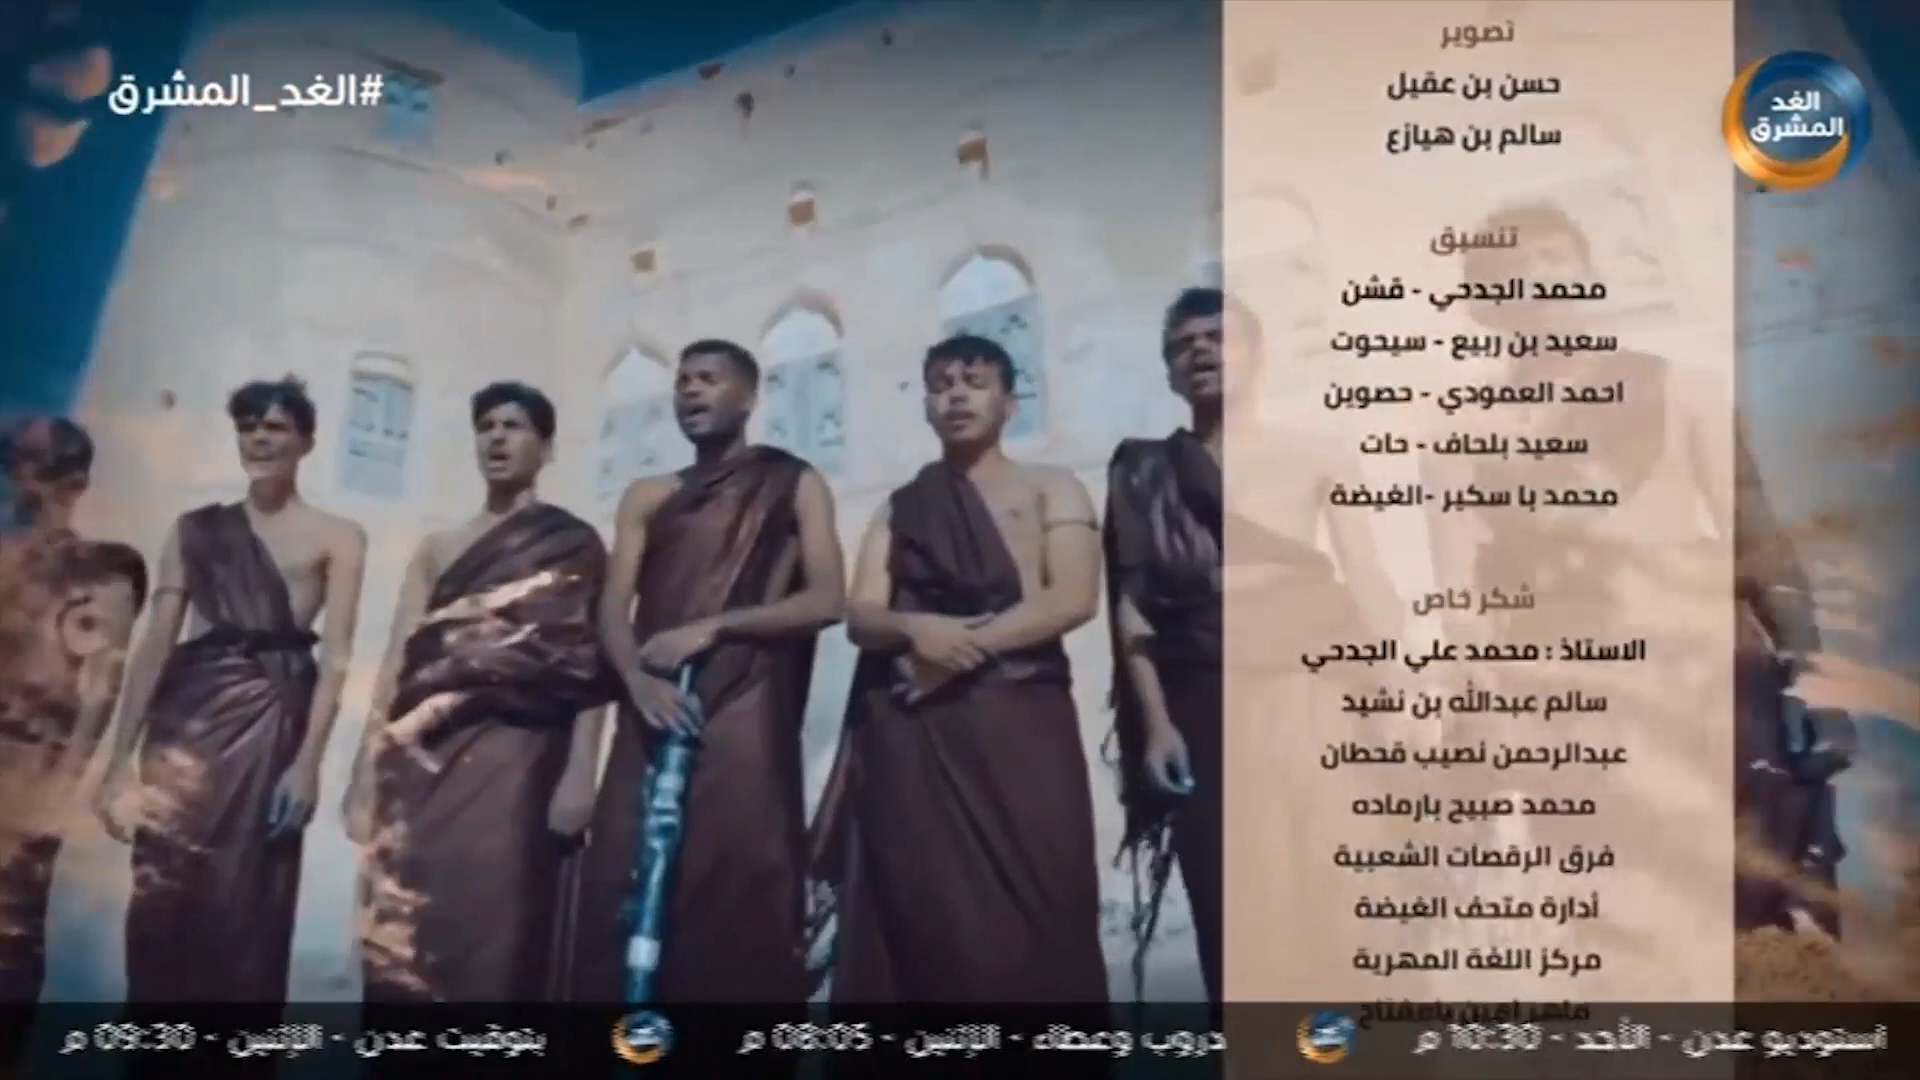 #الغد_المشرق
الغد
المشرق
تصوير
حسن بن عقيل
سالم بن هيازع
تنسيق
محمد الجدحي - قشن
سعيد بن ربيع - سيحوت
احمد العمودي - حصوين
سعيد بلحاف - حات
محمد با سكير -الغيضة
شكر خاص
الاستاذ : محمد علي الجدحي
سالم عبدالله بن نشيد
عبدالرحمن نصيب قحطان
محمد صبيح بارماده
فرق الرقصات الشعبية
أدارة متحف الغيضة
مركز اللغة المهرية
ماهر امين بامفتاح
استوديو عدن - الأحد - 10:30 م
دروب وعطاء - الإثنين - 08:05 م
بتوقيت عدن - الإثنين - 09:30 م